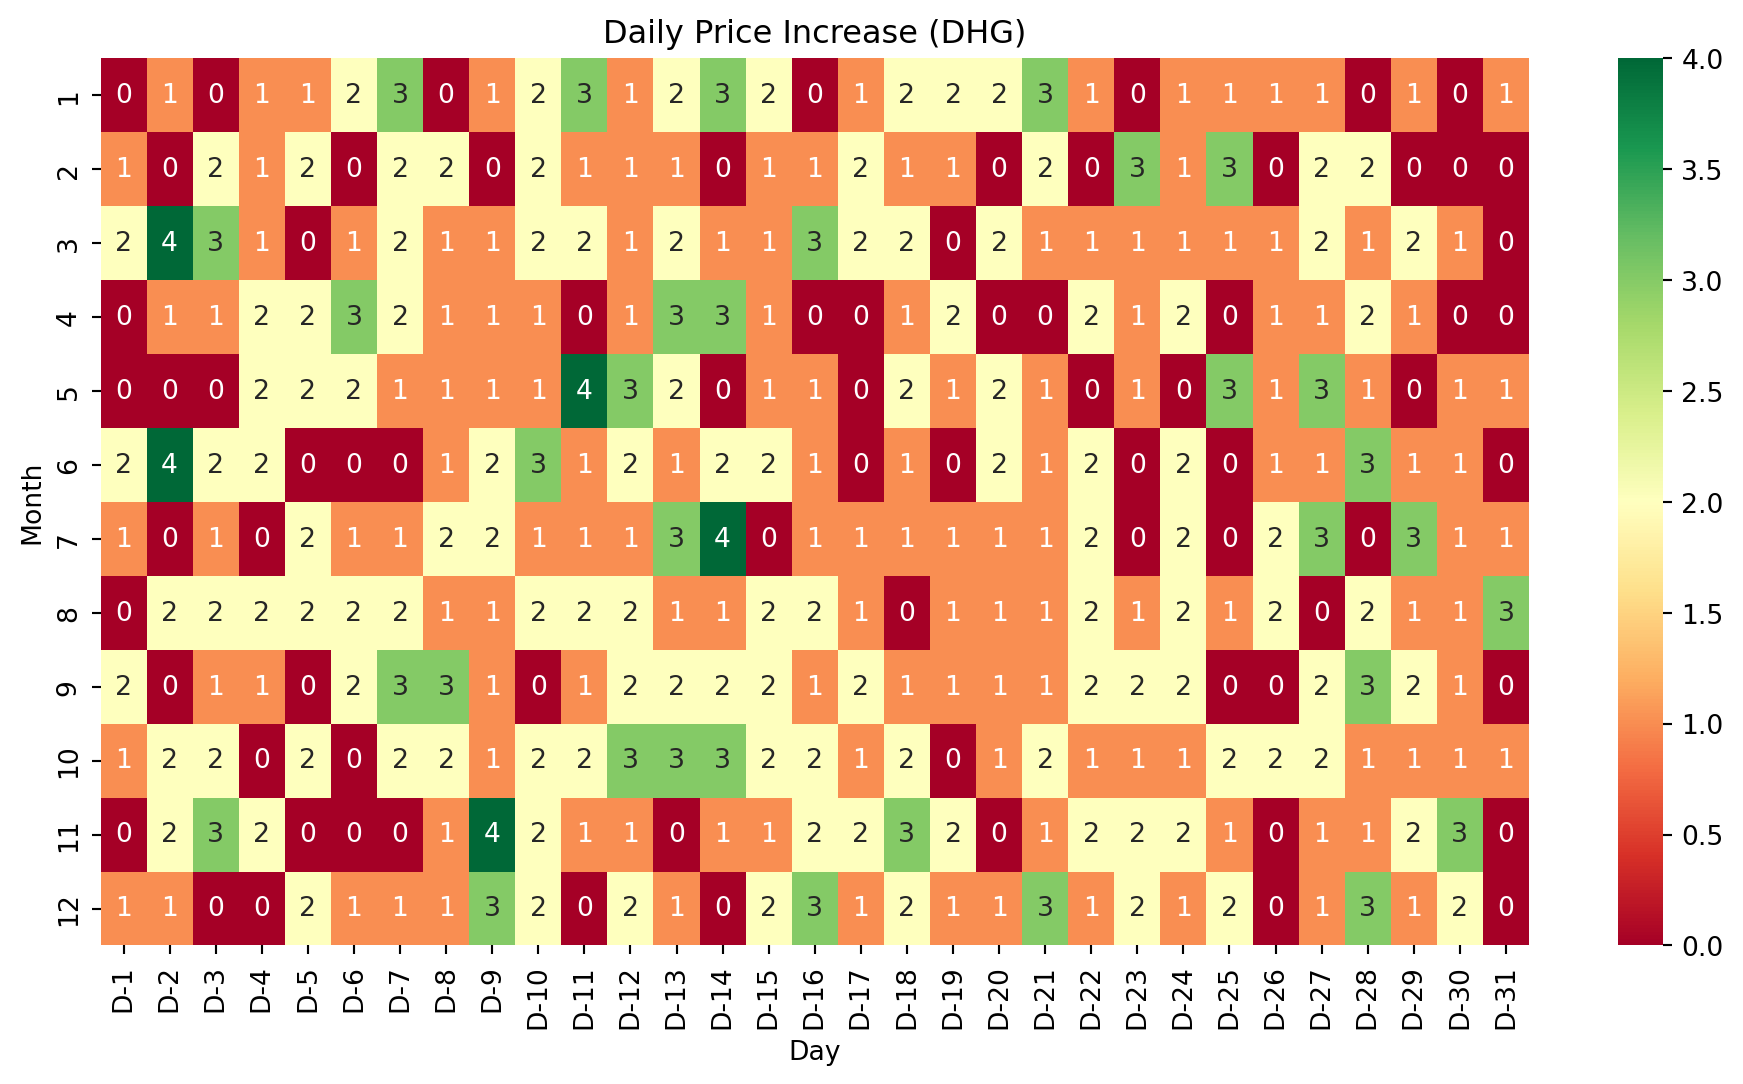 Daily Price Increase (DHG)
1 0 1 0 1 1 2 3 0 1 2 3 1 2 3 2 0 1 2 2 2 3 1 0 1 1 1 1 0 1 0 1
2 1 0 2 1 2 0 2 2 0 2 1 1 1 0 1 1 2 1 1 0 2 0 3 1 3 0 2 2 0 0 0
3 2 4 3 1 0 1 2 1 1 2 2 1 2 1 1 3 2 2 0 2 1 1 1 1 1 1 2 1 2 1 0
4 0 1 1 2 2 3 2 1 1 1 0 1 3 3 1 0 0 1 2 0 0 2 1 2 0 1 1 2 1 0 0
5 0 0 0 2 2 2 1 1 1 1 4 3 2 0 1 1 0 2 1 2 1 0 1 0 3 1 3 1 0 1 1
6 2 4 2 2 0 0 0 1 2 3 1 2 1 2 2 1 0 1 0 2 1 2 0 2 0 1 1 3 1 1 0
7 1 0 1 0 2 1 1 2 2 1 1 1 3 4 0 1 1 1 1 1 1 2 0 2 0 2 3 0 3 1 1
8 0 2 2 2 2 2 2 1 1 2 2 2 1 1 2 2 1 0 1 1 1 2 1 2 1 2 0 2 1 1 3
9 2 0 1 1 0 2 3 3 1 0 1 2 2 2 2 1 2 1 1 1 1 2 2 2 0 0 2 3 2 1 0
10 1 2 2 0 2 0 2 2 1 2 2 3 3 3 2 2 1 2 0 1 2 1 1 1 2 2 2 1 1 1 1
11 0 2 3 2 0 0 0 1 4 2 1 1 0 1 1 2 2 3 2 0 1 2 2 2 1 0 1 1 2 3 0
12 1 1 0 0 2 1 1 1 3 2 0 2 1 0 2 3 1 2 1 1 3 1 2 1 2 0 1 3 1 2 0
Month
D-1 D-2 D-3 D-4 D-5 D-6 D-7 D-8 D-9 D-10 D-11 D-12 D-13 D-14 D-15 D-16 D-17 D-18 D-19 D-20 D-21 D-22 D-23 D-24 D-25 D-26 D-27 D-28 D-29 D-30 D-31
Day
4.0
3.5
3.0
2.5
2.0
1.5
1.0
0.5
0.0